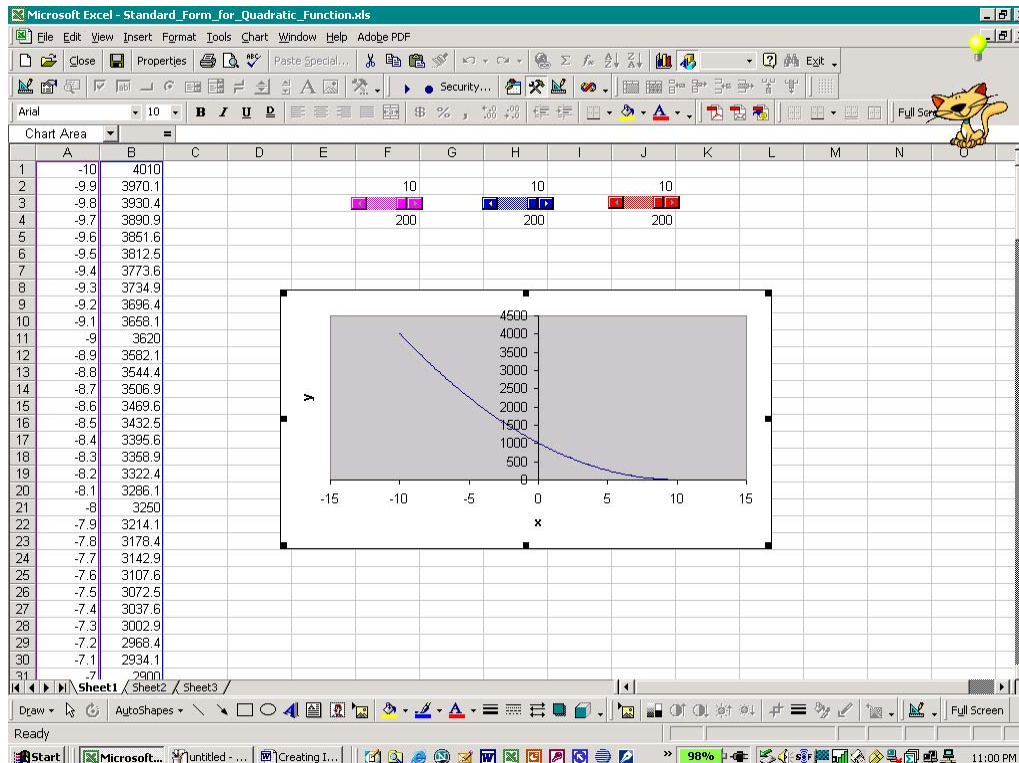 Microsoft Excel - Standard_Form_for_Quadratic_Function.xls
File Edit View Insert Format Tools Chart Window Help Adobe PDF
Close Properties Paste Special... Exit
Security...
Arial 10 B I U D $ % , Full Scre
Chart Area =
A B C D E F G H I J K L M N O
1 -10 4010
2 -9.9 3970.1 10 10 10
3 -9.8 3930.4
4 -9.7 3890.9 200 200 200
5 -9.6 3851.6
6 -9.5 3812.5
7 -9.4 3773.6
8 -9.3 3734.9
9 -9.2 3696.4
10 -9.1 3658.1
11 -9 3620
12 -8.9 3582.1
13 -8.8 3544.4
14 -8.7 3506.9
15 -8.6 3469.6
16 -8.5 3432.5
17 -8.4 3395.6
18 -8.3 3358.9
19 -8.2 3322.4
20 -8.1 3286.1
21 -8 3250
22 -7.9 3214.1
23 -7.8 3178.4
24 -7.7 3142.9
25 -7.6 3107.6
26 -7.5 3072.5
27 -7.4 3037.6
28 -7.3 3002.9
29 -7.2 2968.4
30 -7.1 2934.1
31 -7 2900
4500
4000
3500
3000
2500
2000
1500
1000
500
0
y
-15 -10 -5 0 5 10 15
x
Sheet1 Sheet2 Sheet3
Draw AutoShapes Full Screen
Ready
Start Microsoft... untitled - ... Creating I... 98% 11:00 PM